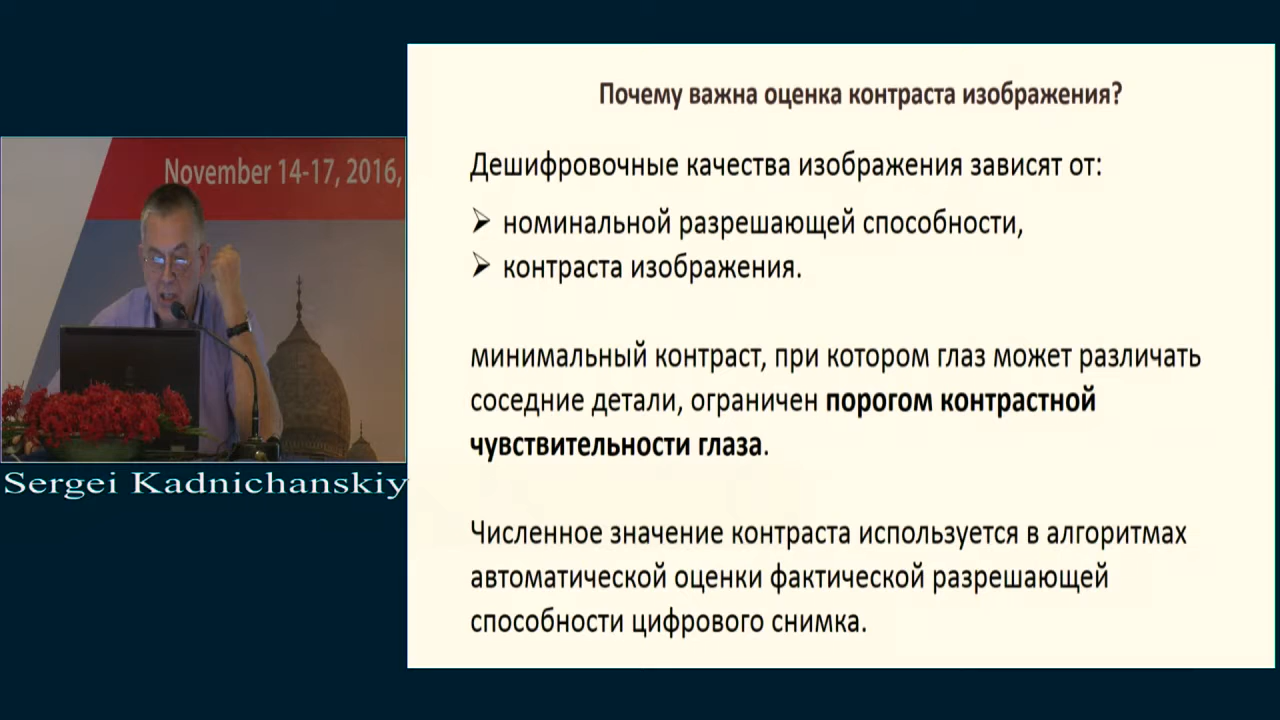 Почему важна оценка контраста изображения?
Дешифровочные качества изображения зависят от:
номинальной разрешающей способности,
контраста изображения.
минимальный контраст, при котором глаз может различать
соседние детали, ограничен порогом контрастной
чувствительности глаза.
Численное значение контраста используется в алгоритмах
автоматической оценки фактической разрешающей
способности цифрового снимка.
November 14-17, 2016,
Sergei Kadnichanskiy